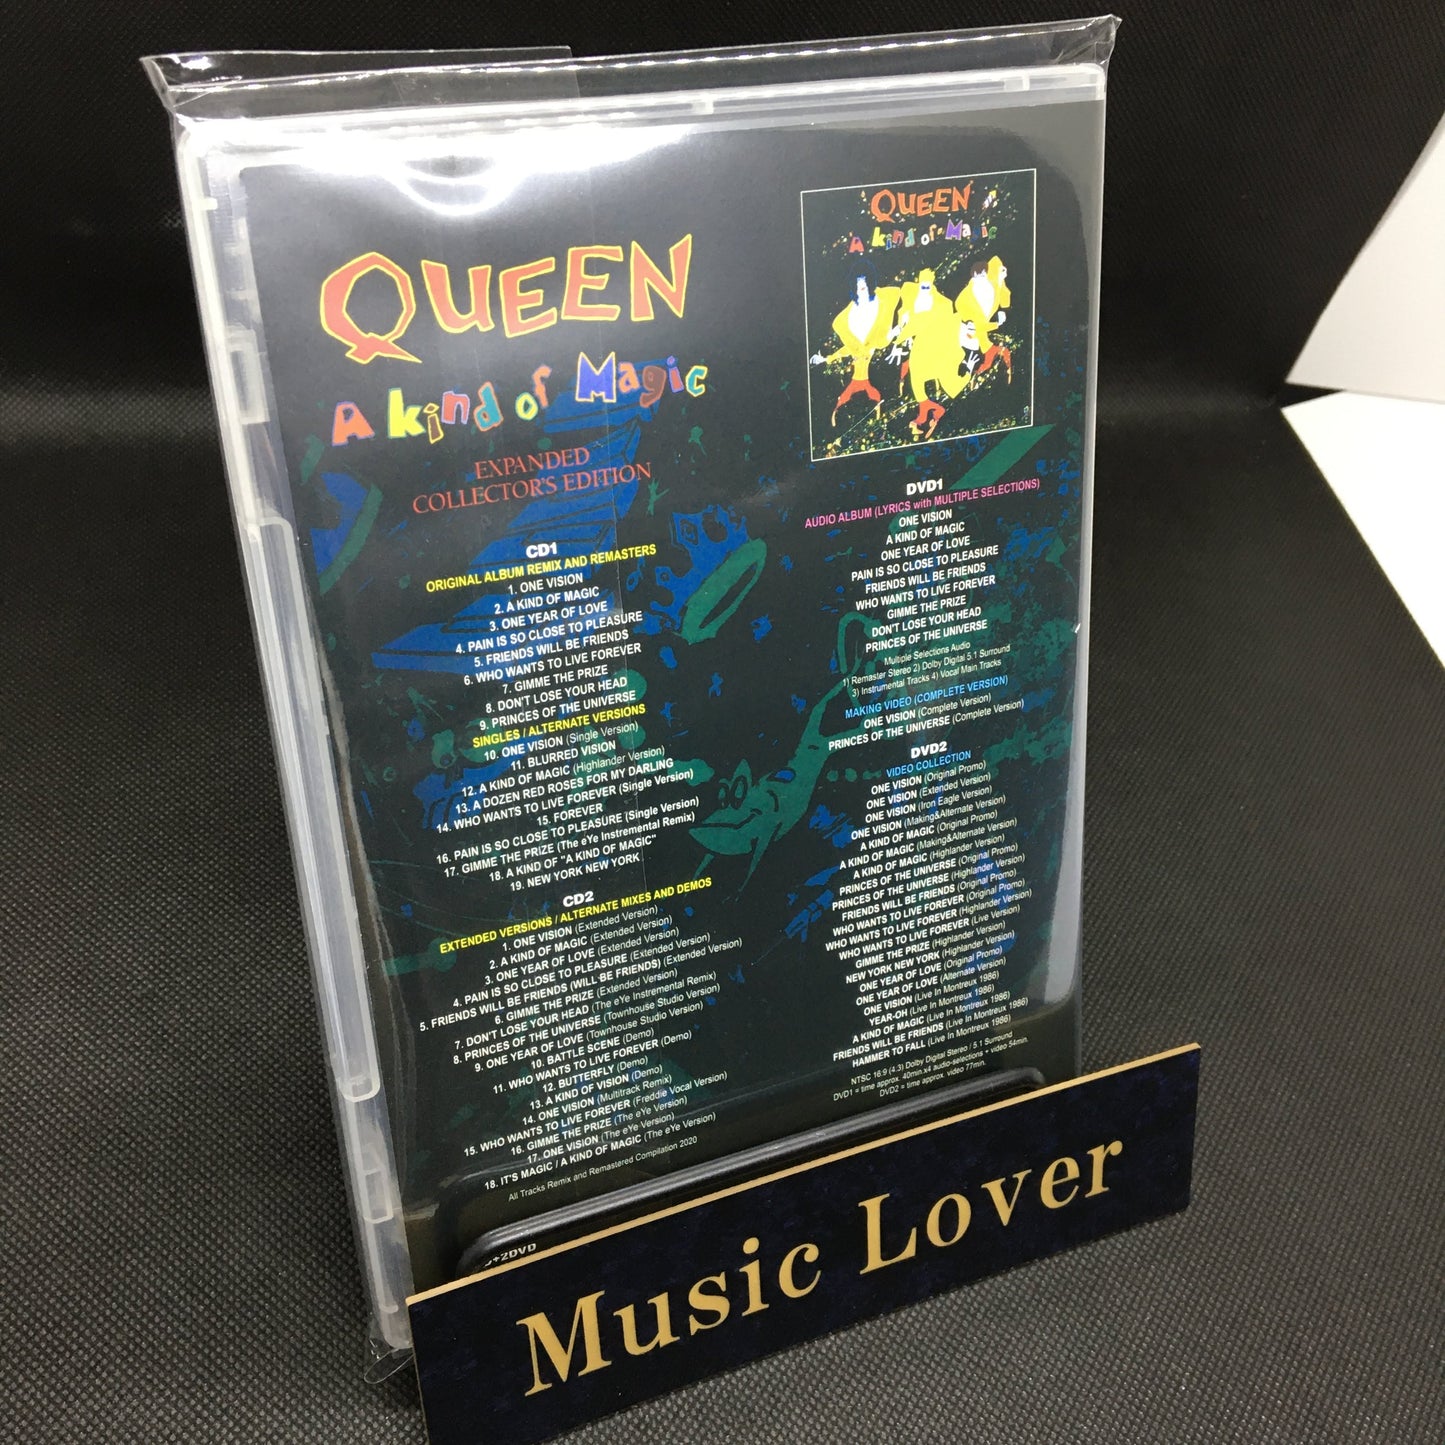 QUEEN
A Kind of Magic
EXPANDED
COLLECTOR'S EDITION
CD1
ORIGINAL ALBUM REMIX AND REMASTERS
1. ONE VISION
2. A KIND OF MAGIC
3. ONE YEAR OF LOVE
4. PAIN IS SO CLOSE TO PLEASURE
5. FRIENDS WILL BE FRIENDS
6. WHO WANTS TO LIVE FOREVER
7. GIMME THE PRIZE
8. DON'T LOSE YOUR HEAD
9. PRINCES OF THE UNIVERSE
SINGLES / ALTERNATE VERSIONS
10. ONE VISION (Single Version)
11. BLURRED VISION
12. A KIND OF MAGIC (Highlander Version)
13. A DOZEN RED ROSES FOR MY DARLING
14. WHO WANTS TO LIVE FOREVER (Single Version)
15. FOREVER
16. PAIN IS SO CLOSE TO PLEASURE (Single Version)
17. GIMME THE PRIZE (The eYe Instremental Remix)
18. A KIND OF "A KIND OF MAGIC"
19. NEW YORK NEW YORK
CD2
EXTENDED VERSIONS / ALTERNATE MIXES AND DEMOS
1. ONE VISION (Extended Version)
2. A KIND OF MAGIC (Extended Version)
3. ONE YEAR OF LOVE (Extended Version)
4. PAIN IS SO CLOSE TO PLEASURE (Extended Version)
5. FRIENDS WILL BE FRIENDS (WILL BE FRIENDS) (Extended Version)
6. GIMME THE PRIZE (Extended Version)
7. DON'T LOSE YOUR HEAD (The eYe Instremental Remix)
8. PRINCES OF THE UNIVERSE (Townhouse Studio Version)
9. ONE YEAR OF LOVE (Townhouse Studio Version)
10. BATTLE SCENE (Demo)
11. WHO WANTS TO LIVE FOREVER (Demo)
12. BUTTERFLY (Demo)
13. A KIND OF VISION (Demo)
14. ONE VISION (Multitrack Remix)
15. WHO WANTS TO LIVE FOREVER (Freddie Vocal Version)
16. GIMME THE PRIZE (The eYe Version)
17. ONE VISION (The eYe Version)
18. IT'S MAGIC / A KIND OF MAGIC (The eYe Version)
All Tracks Remix and Remastered Compilation 2020
+2DVD
QUEEN
A Kind of Magic
DVD1
AUDIO ALBUM (LYRICS with MULTIPLE SELECTIONS)
ONE VISION
A KIND OF MAGIC
ONE YEAR OF LOVE
PAIN IS SO CLOSE TO PLEASURE
FRIENDS WILL BE FRIENDS
WHO WANTS TO LIVE FOREVER
GIMME THE PRIZE
DON'T LOSE YOUR HEAD
PRINCES OF THE UNIVERSE
Multiple Selections Audio
1) Remaster Stereo 2) Dolby Digital 5.1 Surround
3) Instrumental Tracks 4) Vocal Main Tracks
MAKING VIDEO (COMPLETE VERSION)
ONE VISION (Complete Version)
PRINCES OF THE UNIVERSE (Complete Version)
DVD2
VIDEO COLLECTION
ONE VISION (Original Promo)
ONE VISION (Extended Version)
ONE VISION (Iron Eagle Version)
ONE VISION (Making&Alternate Version)
A KIND OF MAGIC (Original Promo)
A KIND OF MAGIC (Making&Alternate Version)
A KIND OF MAGIC (Highlander Version)
PRINCES OF THE UNIVERSE (Original Promo)
PRINCES OF THE UNIVERSE (Highlander Version)
FRIENDS WILL BE FRIENDS (Original Promo)
WHO WANTS TO LIVE FOREVER (Original Promo)
WHO WANTS TO LIVE FOREVER (Highlander Version)
WHO WANTS TO LIVE FOREVER (Live Version)
GIMME THE PRIZE (Highlander Version)
NEW YORK NEW YORK (Highlander Version)
ONE YEAR OF LOVE (Original Promo)
ONE YEAR OF LOVE (Alternate Version)
ONE VISION (Live In Montreux 1986)
YEAR-OH (Live In Montreux 1986)
A KIND OF MAGIC (Live In Montreux 1986)
FRIENDS WILL BE FRIENDS (Live In Montreux 1986)
HAMMER TO FALL (Live In Montreux 1986)
NTSC 16:9 (4.3) Dolby Digital Stereo / 5.1 Surround
DVD1 = time approx. 40min.x4 audio-selections + video 54min.
DVD2 = time approx. video 77min.
Music Lover